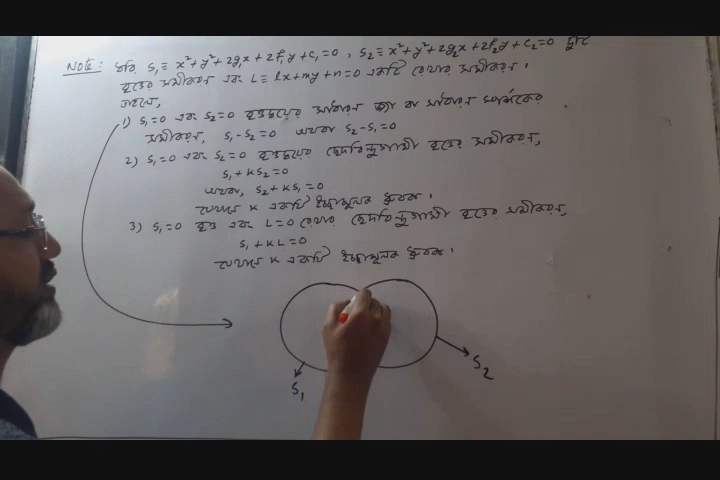 NOTE: ধরি S₁ ≡ x²+y²+2g₁x+2f₁y+c₁=0, S₂ ≡ x²+y²+2g₂x+2f₂y+c₂=0 দুটি
বৃত্তের সমীকরণ এবং L ≡ lx+my+n=0 একটি রেখার সমীকরণ।
তাহলে,
1) S₁=0 এবং S₂=0 বৃত্তদ্বয়ের সাধারণ জ্যা বা সাধারণ স্পর্শকের
সমীকরণ, S₁-S₂=0 অথবা S₂-S₁=0
2) S₁=0 এবং S₂=0 বৃত্তদ্বয়ের ছেদবিন্দুগামী বৃত্তের সমীকরণ,
S₁+KS₂=0
অথবা, S₂+KS₁=0
যেখানে K একটি ইচ্ছামূলক ধ্রুবক।
3) S₁=0 বৃত্ত এবং L=0 রেখার ছেদবিন্দুগামী বৃত্তের সমীকরণ,
S₁+KL=0
যেখানে K একটি ইচ্ছামূলক ধ্রুবক।
S₁
S₂